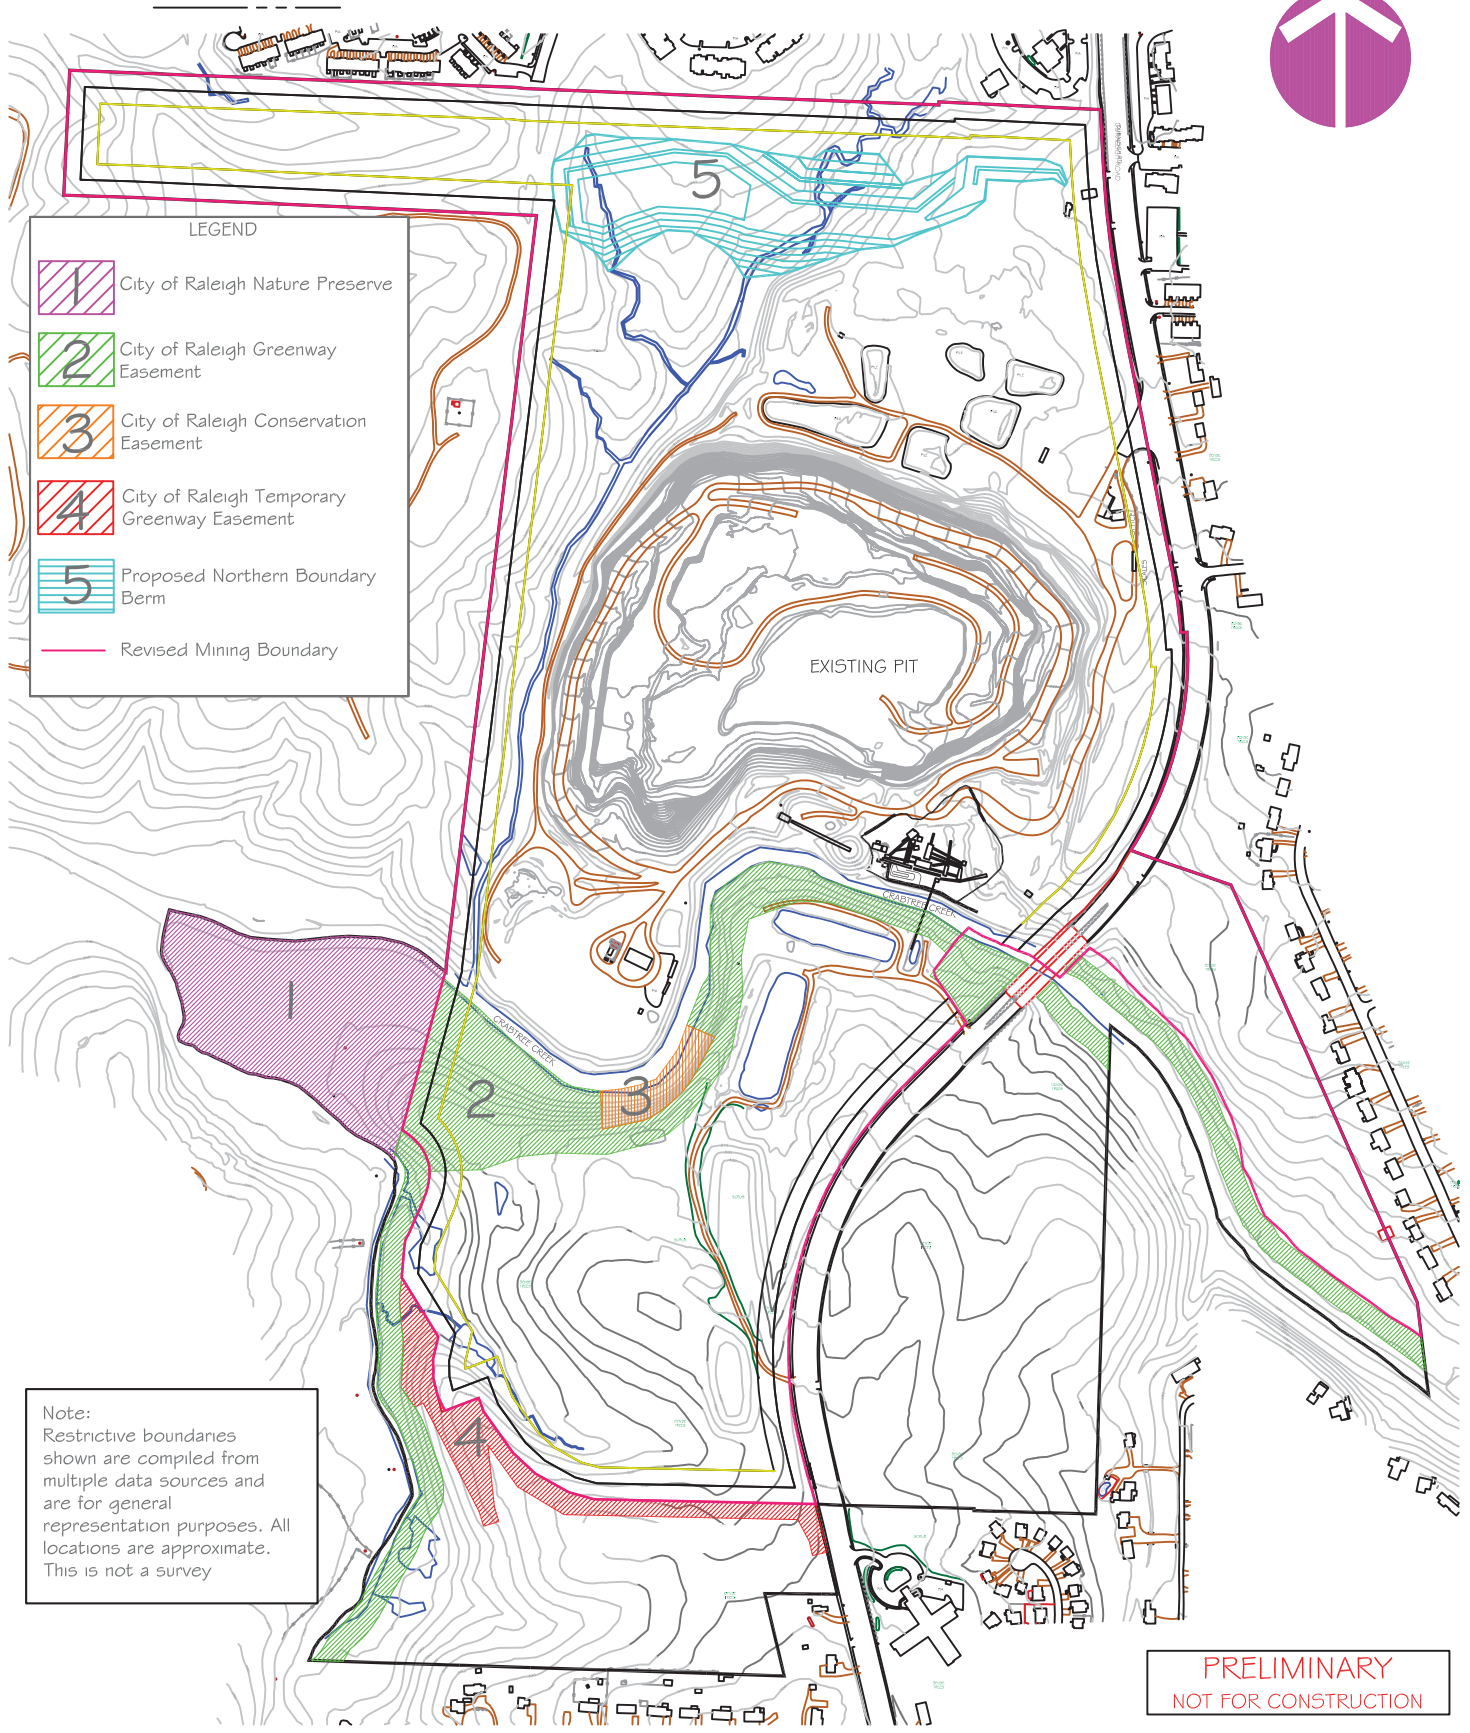 5
LEGEND
1
City of Raleigh Nature Preserve
2
City of Raleigh Greenway
Easement
3
City of Raleigh Conservation
Easement
4
City of Raleigh Temporary
Greenway Easement
5
Proposed Northern Boundary
Berm
Revised Mining Boundary
SCALES
EXISTING PIT
CRABTREE CREEK
1
CRABTREE CREEK
2
3
4
Note:
Restrictive boundaries
shown are compiled from
multiple data sources and
are for general
representation purposes. All
locations are approximate.
This is not a survey
PRELIMINARY
NOT FOR CONSTRUCTION